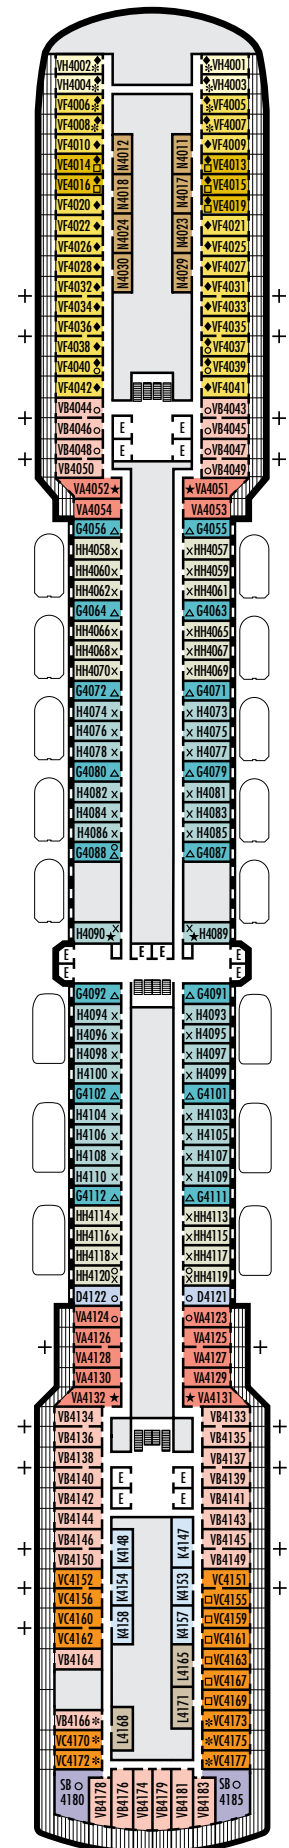 VH4002 VH4001
VH4004 VH4003
VF4006 VF4005
VF4008 VF4007
VF4010 N4012 N4011 VF4009
VE4014 VE4013
VE4016 N4018 N4017 VE4015
VF4020 VE4019
VF4022 N4024 N4023 VF4021
VF4026 VF4025
VF4028 N4030 N4029 VF4027
VF4032 VF4031
VF4034 VF4033
VF4036 VF4035
VF4038 VF4037
VF4040 VF4039
VF4042 VF4041
VB4044 VB4043
VB4046 E E VB4045
VB4048 E E VB4047
VB4050 VB4049
VA4052 VA4051
VA4054 VA4053
G4056 G4055
HH4058 HH4057
HH4060 HH4059
HH4062 HH4061
G4064 G4063
HH4066 HH4065
HH4068 HH4067
HH4070 HH4069
G4072 G4071
H4074 H4073
H4076 H4075
H4078 H4077
G4080 G4079
H4082 H4081
H4084 H4083
H4086 H4085
G4088 G4087
H4090 H4089
E E
E E
E E
G4092 G4091
H4094 H4093
H4096 H4095
H4098 H4097
H4100 H4099
G4102 G4101
H4104 H4103
H4106 H4105
H4108 H4107
H4110 H4109
G4112 G4111
HH4114 HH4113
HH4116 HH4115
HH4118 HH4117
HH4120 HH4119
D4122 D4121
VA4124 VA4123
VA4126 VA4125
VA4128 VA4127
VA4130 VA4129
VA4132 VA4131
VB4134 VB4133
VB4136 VB4135
VB4138 VB4137
VB4140 E E VB4139
VB4142 E E VB4141
VB4144 VB4143
VB4146 K4148 K4147 VB4145
VB4150 VB4149
VC4152 K4154 K4153 VC4151
VC4156 VC4155
VC4160 K4158 K4157 VC4159
VC4162 VC4161
VB4164 L4165 VC4163
VC4167
L4171 VC4169
VB4166 L4168 VC4173
VC4170 VC4175
VC4172 VC4177
SB 4180 VB4178 VB4176 VB4174 VB4179 VB4181 VB4183 SB 4185